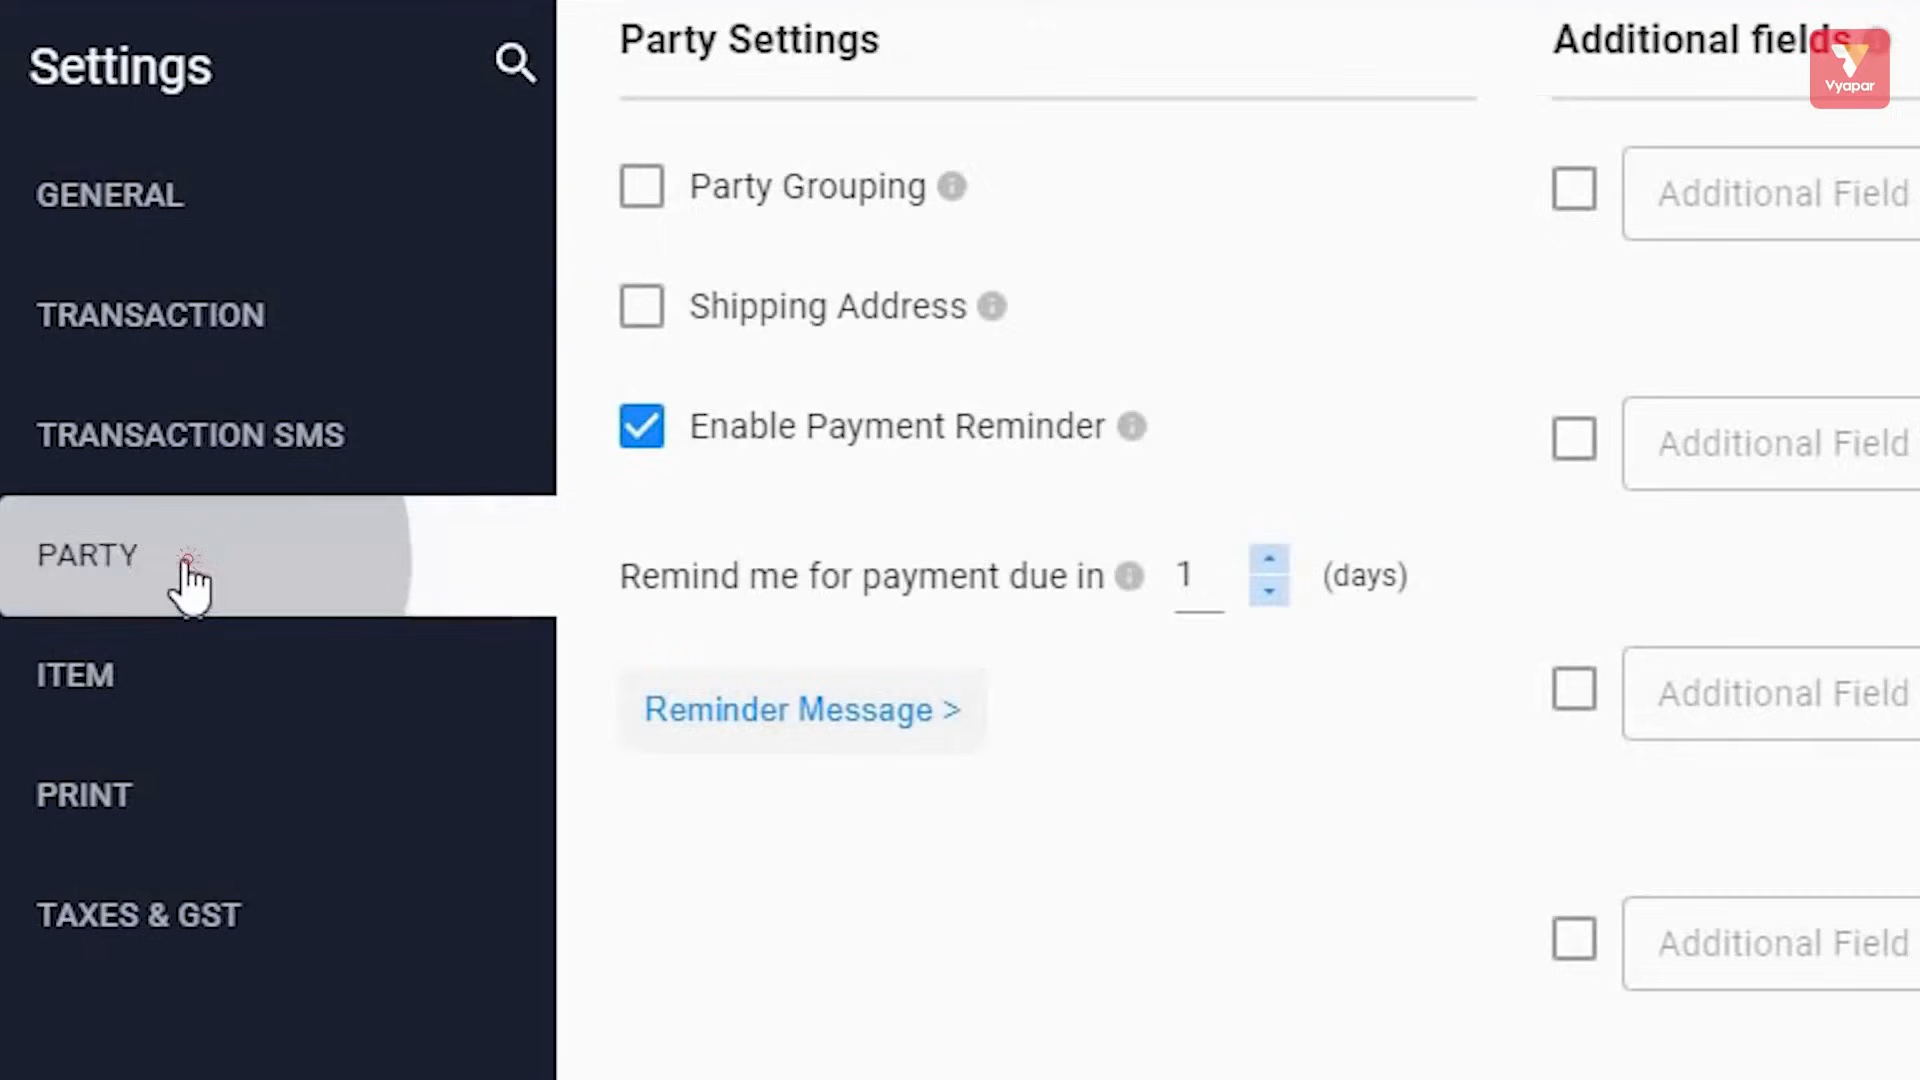 Settings
GENERAL
TRANSACTION
TRANSACTION SMS
PARTY
ITEM
PRINT
TAXES & GST
Party Settings
Party Grouping
Shipping Address
Enable Payment Reminder
Remind me for payment due in 1 (days)
Reminder Message >
Additional fields
Additional Field
Additional Field
Additional Field
Additional Field
Vyapar